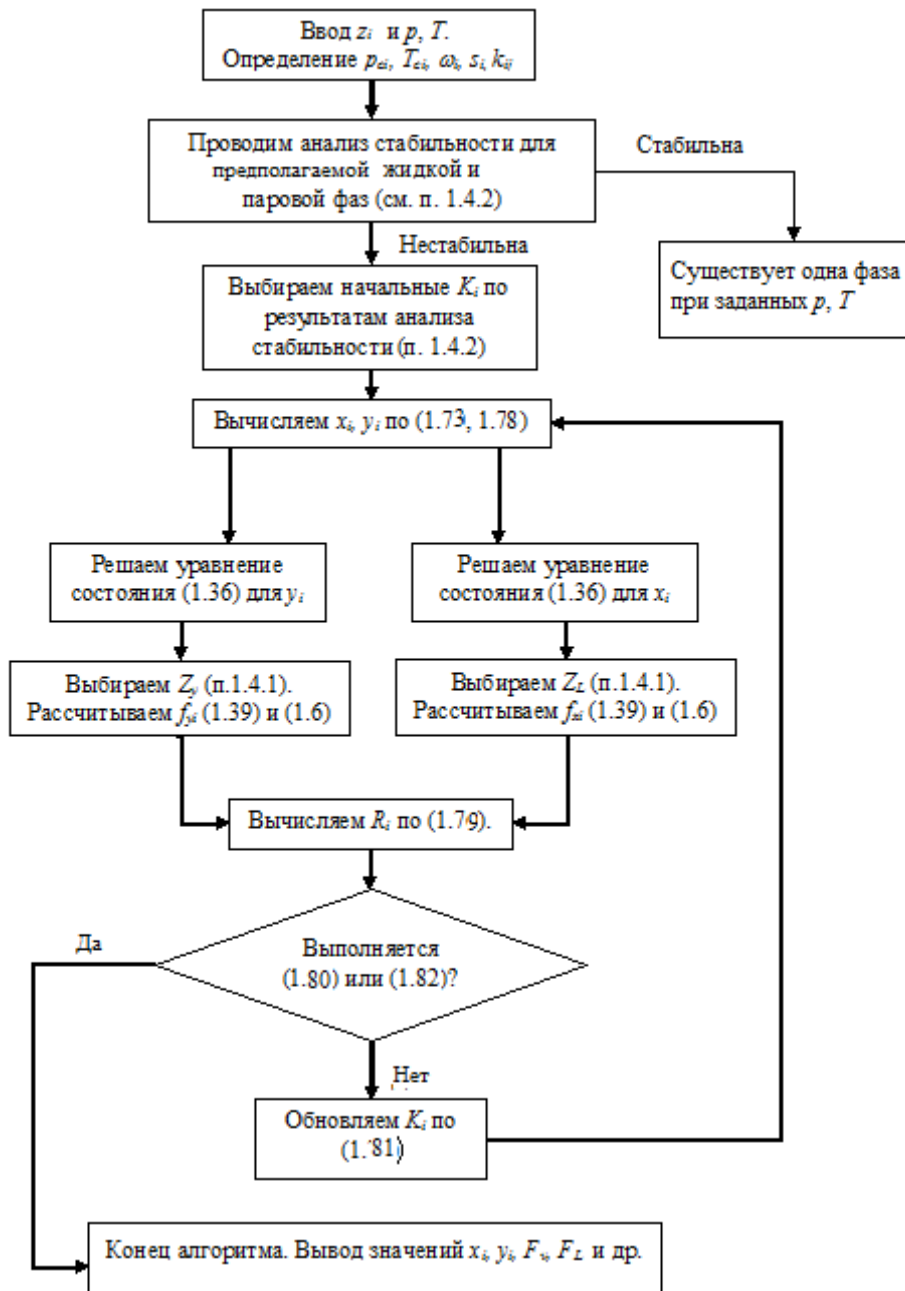 Ввод zi и p, T.
Определение pci, Tci, ωi, si, kij
Проводим анализ стабильности для
предполагаемой жидкой и
паровой фаз (см. п. 1.4.2)
Стабильна
Нестабильна
Существует одна фаза
при заданных p, T
Выбираем начальные Ki по
результатам анализа
стабильности (п. 1.4.2)
Вычисляем xi, yi по (1.73, 1.78)
Решаем уравнение
состояния (1.36) для yi
Решаем уравнение
состояния (1.36) для xi
Выбираем Zy (п.1.4.1).
Рассчитываем fyi (1.39) и (1.6)
Выбираем ZL (п.1.4.1).
Рассчитываем fxi (1.39) и (1.6)
Вычисляем Ri по (1.79).
Да
Выполняется
(1.80) или (1.82)?
Нет
Обновляем Ki по
(1.81)
Конец алгоритма. Вывод значений xi, yi, Fv, FL и др.